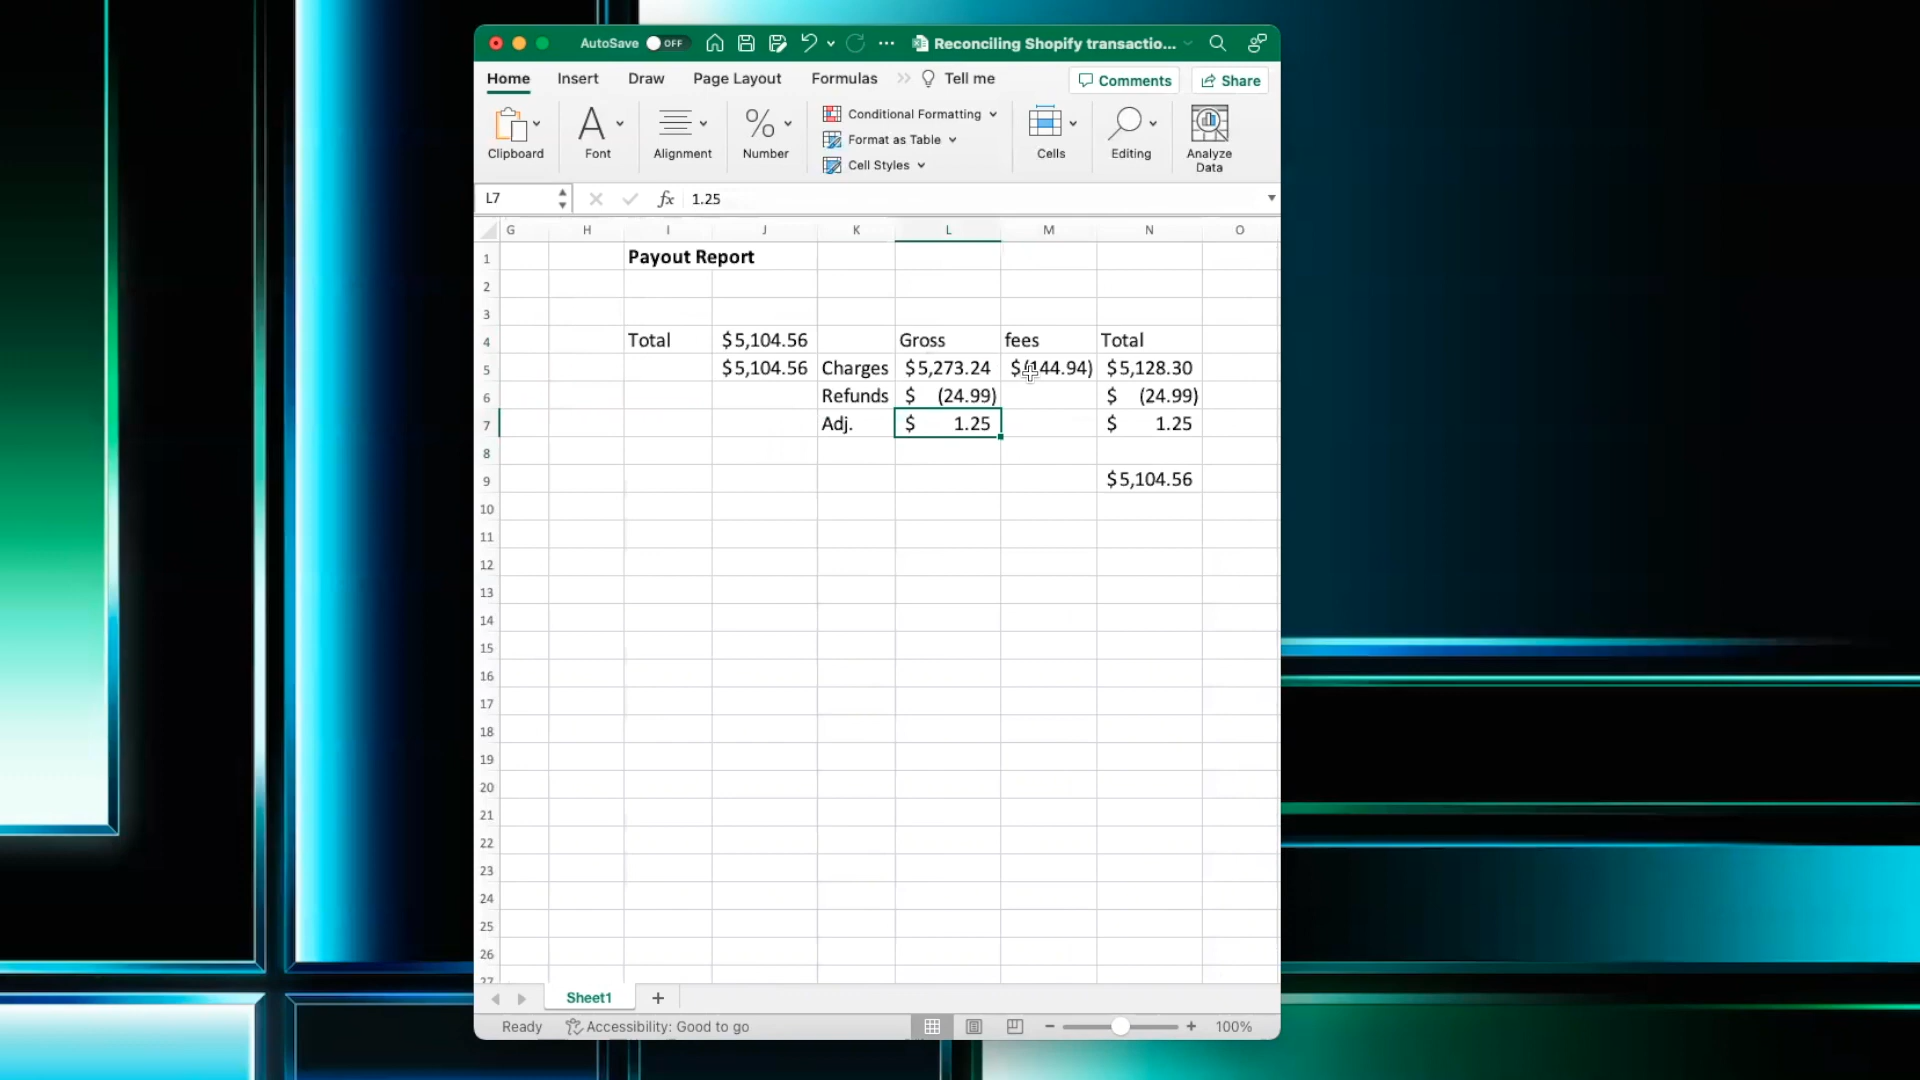 AutoSave OFF Reconciling Shopify transactio...
Home Insert Draw Page Layout Formulas Tell me Comments Share
Clipboard Font Alignment % Number Conditional Formatting Format as Table Cell Styles Cells Editing Analyze Data
L7 fx 1.25
G H I J K L M N O
1 Payout Report
2
3
4 Total $5,104.56 Gross fees Total
5 $5,104.56 Charges $5,273.24 $(144.94) $5,128.30
6 Refunds $ (24.99) $ (24.99)
7 Adj. $ 1.25 $ 1.25
8
9 $5,104.56
10
11
12
13
14
15
16
17
18
19
20
21
22
23
24
25
26
27
Sheet1 +
Ready Accessibility: Good to go - + 100%